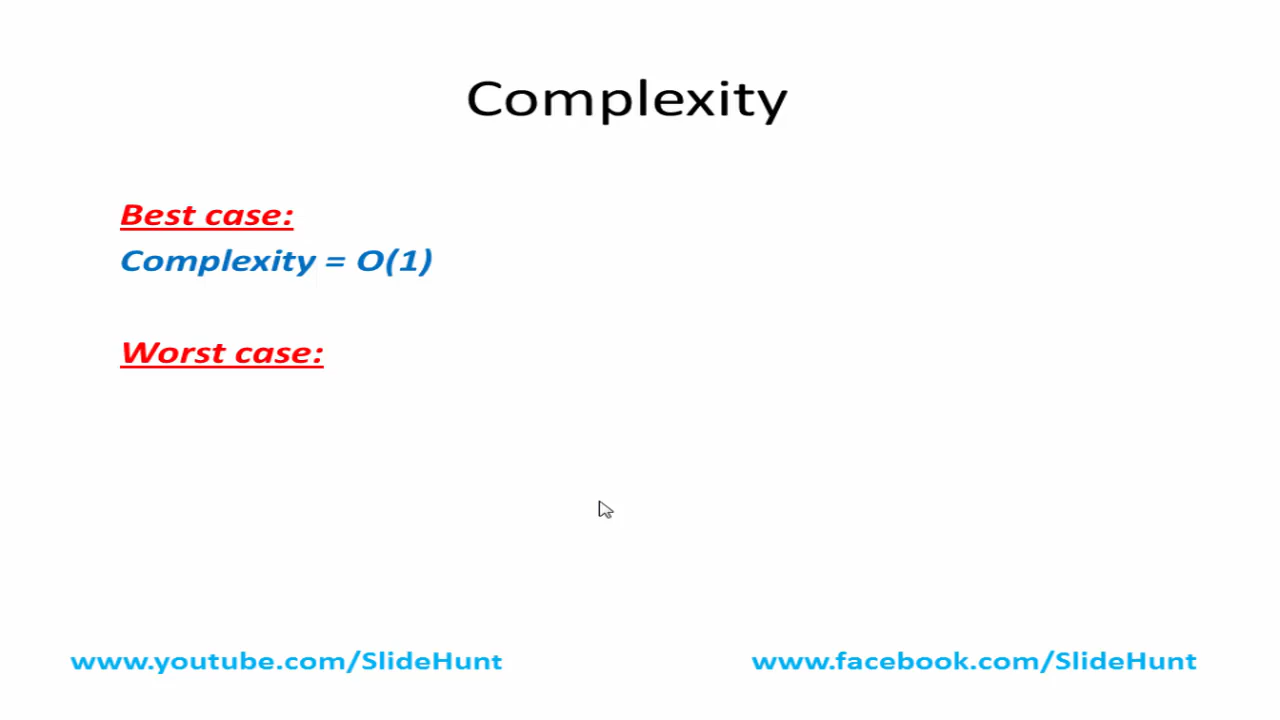 Complexity
Best case:
Complexity = O(1)
Worst case:
www.youtube.com/SlideHunt
www.facebook.com/SlideHunt